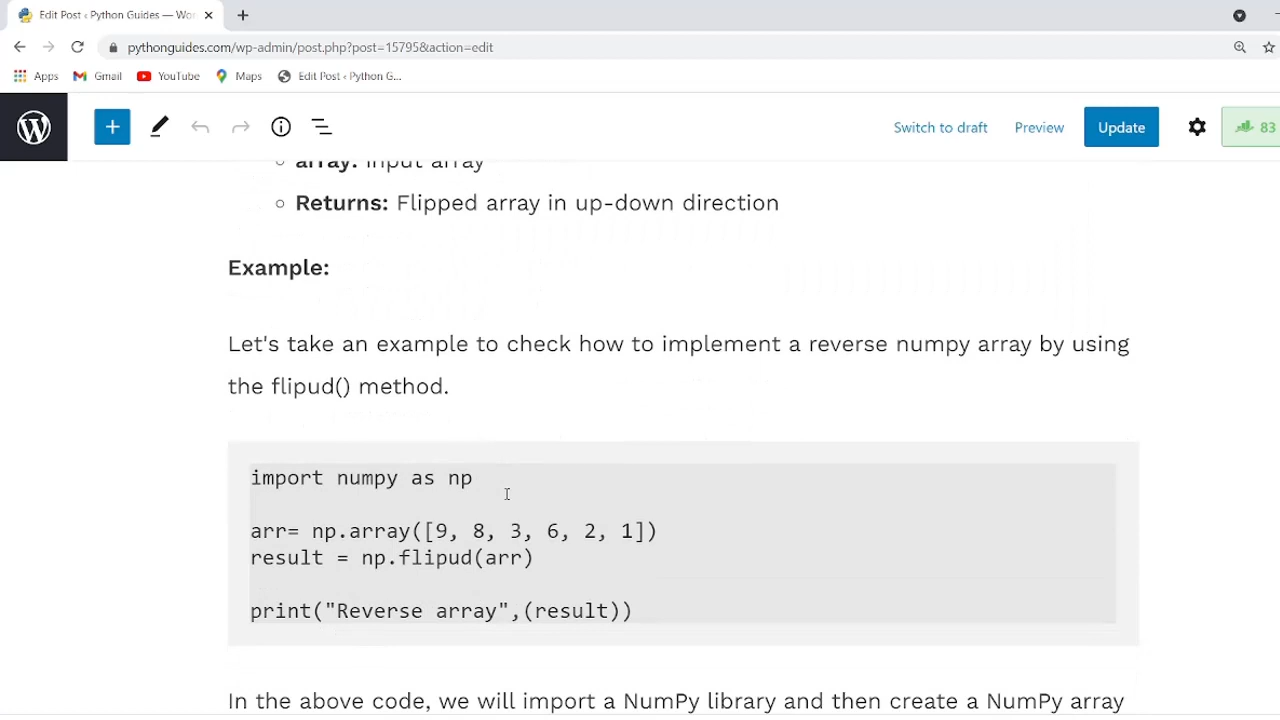 Edit Post ‹ Python Guides — Wor
pythonguides.com/wp-admin/post.php?post=15795&action=edit
Apps Gmail YouTube Maps Edit Post ‹ Python G...
Switch to draft Preview Update 83
array: Input array
Returns: Flipped array in up-down direction
Example:
Let's take an example to check how to implement a reverse numpy array by using
the flipud() method.
import numpy as np
arr= np.array([9, 8, 3, 6, 2, 1])
result = np.flipud(arr)
print("Reverse array",(result))
In the above code, we will import a NumPy library and then create a NumPy array